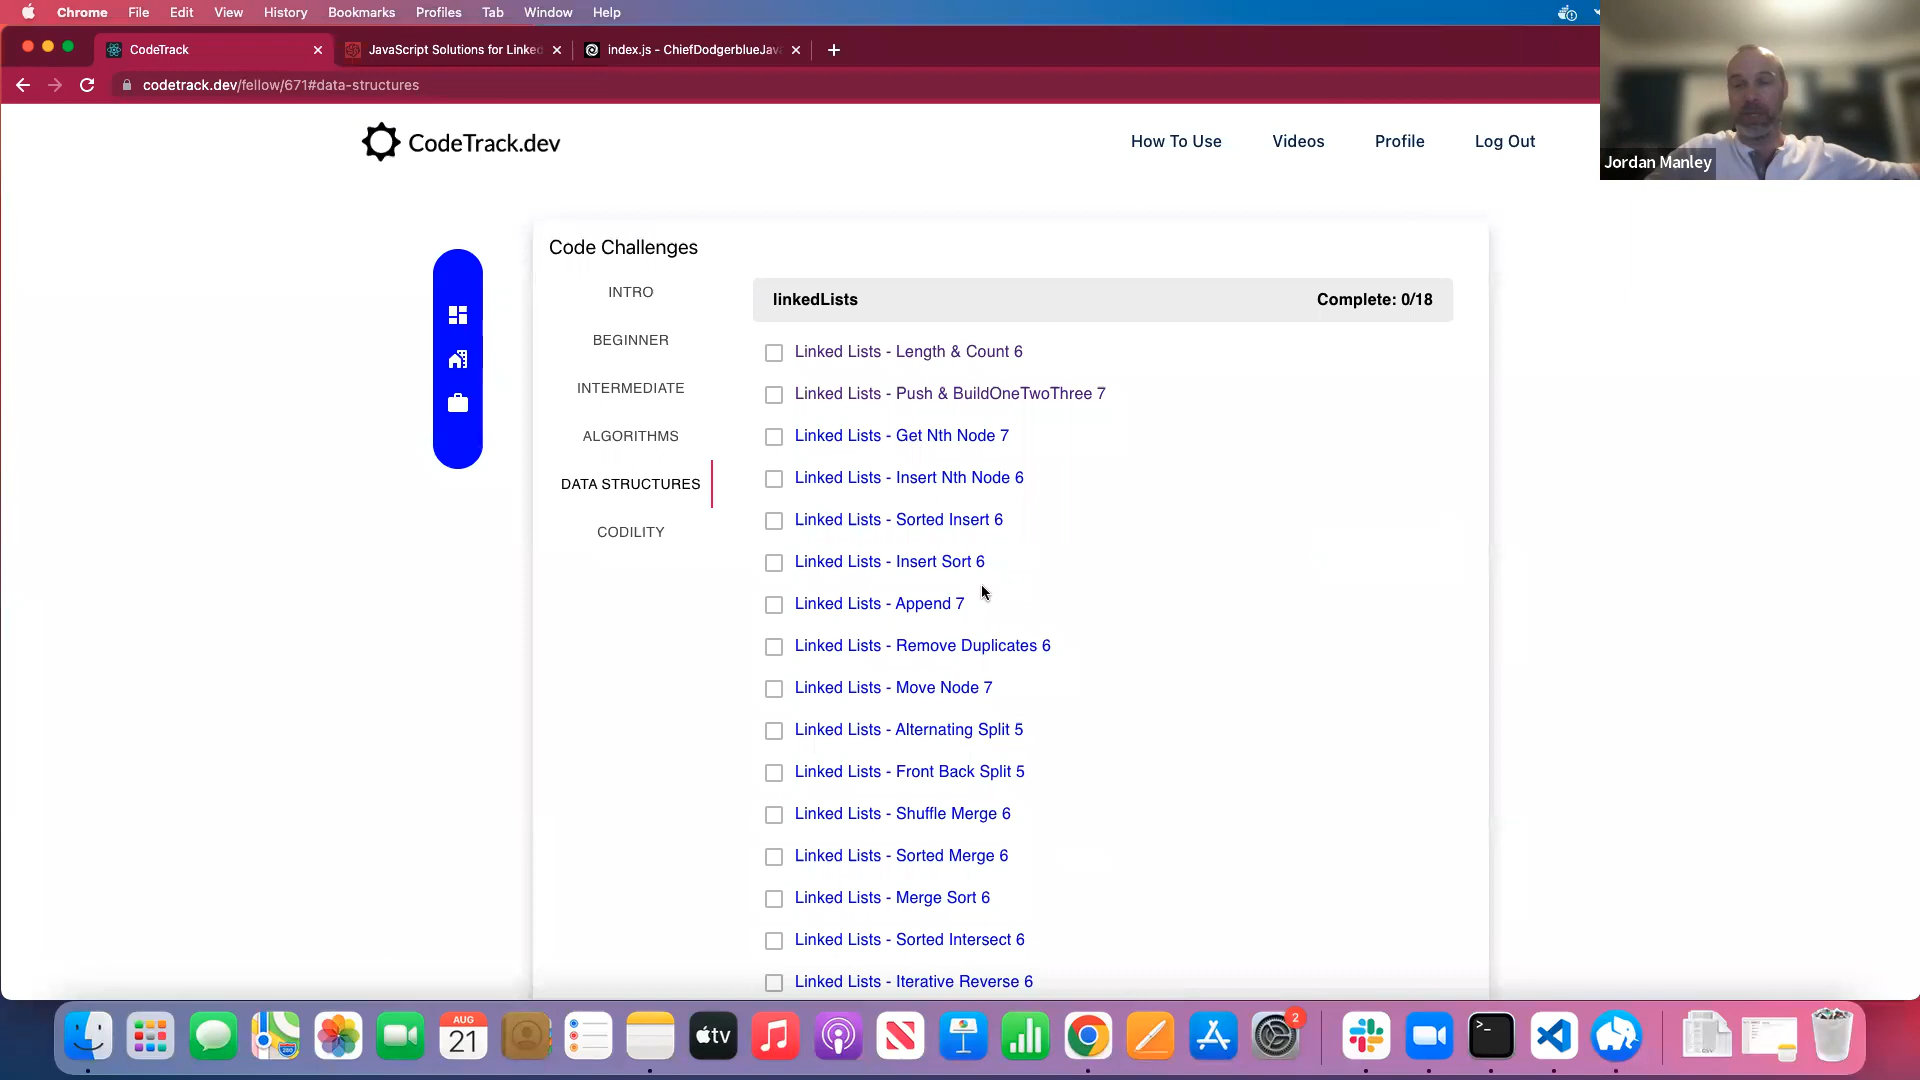 Chrome File Edit View History Bookmarks Profiles Tab Window Help
CodeTrack
JavaScript Solutions for Linked
index.js - ChiefDodgerblueJava
codetrack.dev/fellow/671#data-structures
Jordan Manley
CodeTrack.dev
How To Use Videos Profile Log Out
Code Challenges
INTRO
BEGINNER
INTERMEDIATE
ALGORITHMS
DATA STRUCTURES
CODILITY
linkedLists Complete: 0/18
Linked Lists - Length & Count 6
Linked Lists - Push & BuildOneTwoThree 7
Linked Lists - Get Nth Node 7
Linked Lists - Insert Nth Node 6
Linked Lists - Sorted Insert 6
Linked Lists - Insert Sort 6
Linked Lists - Append 7
Linked Lists - Remove Duplicates 6
Linked Lists - Move Node 7
Linked Lists - Alternating Split 5
Linked Lists - Front Back Split 5
Linked Lists - Shuffle Merge 6
Linked Lists - Sorted Merge 6
Linked Lists - Merge Sort 6
Linked Lists - Sorted Intersect 6
Linked Lists - Iterative Reverse 6
AUG
21
tv
2